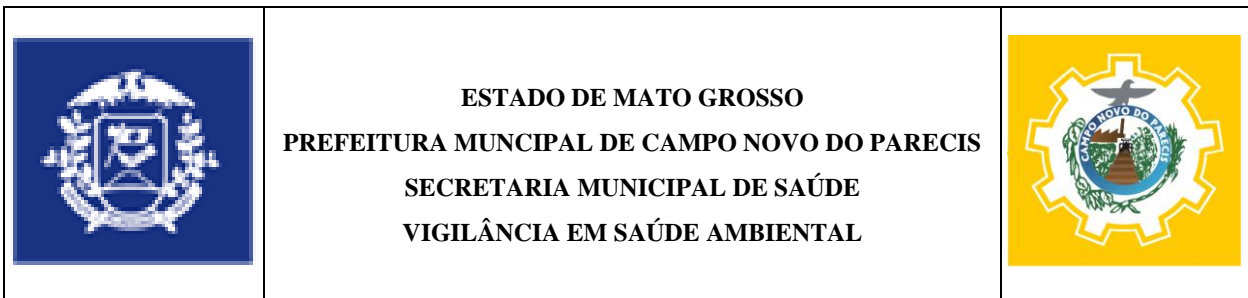 ESTADO DE MATO GROSSO
PREFEITURA MUNCIPAL DE CAMPO NOVO DO PARECIS
SECRETARIA MUNICIPAL DE SAÚDE
VIGILÂNCIA EM SAÚDE AMBIENTAL
CAMPO NOVO DO PARECIS